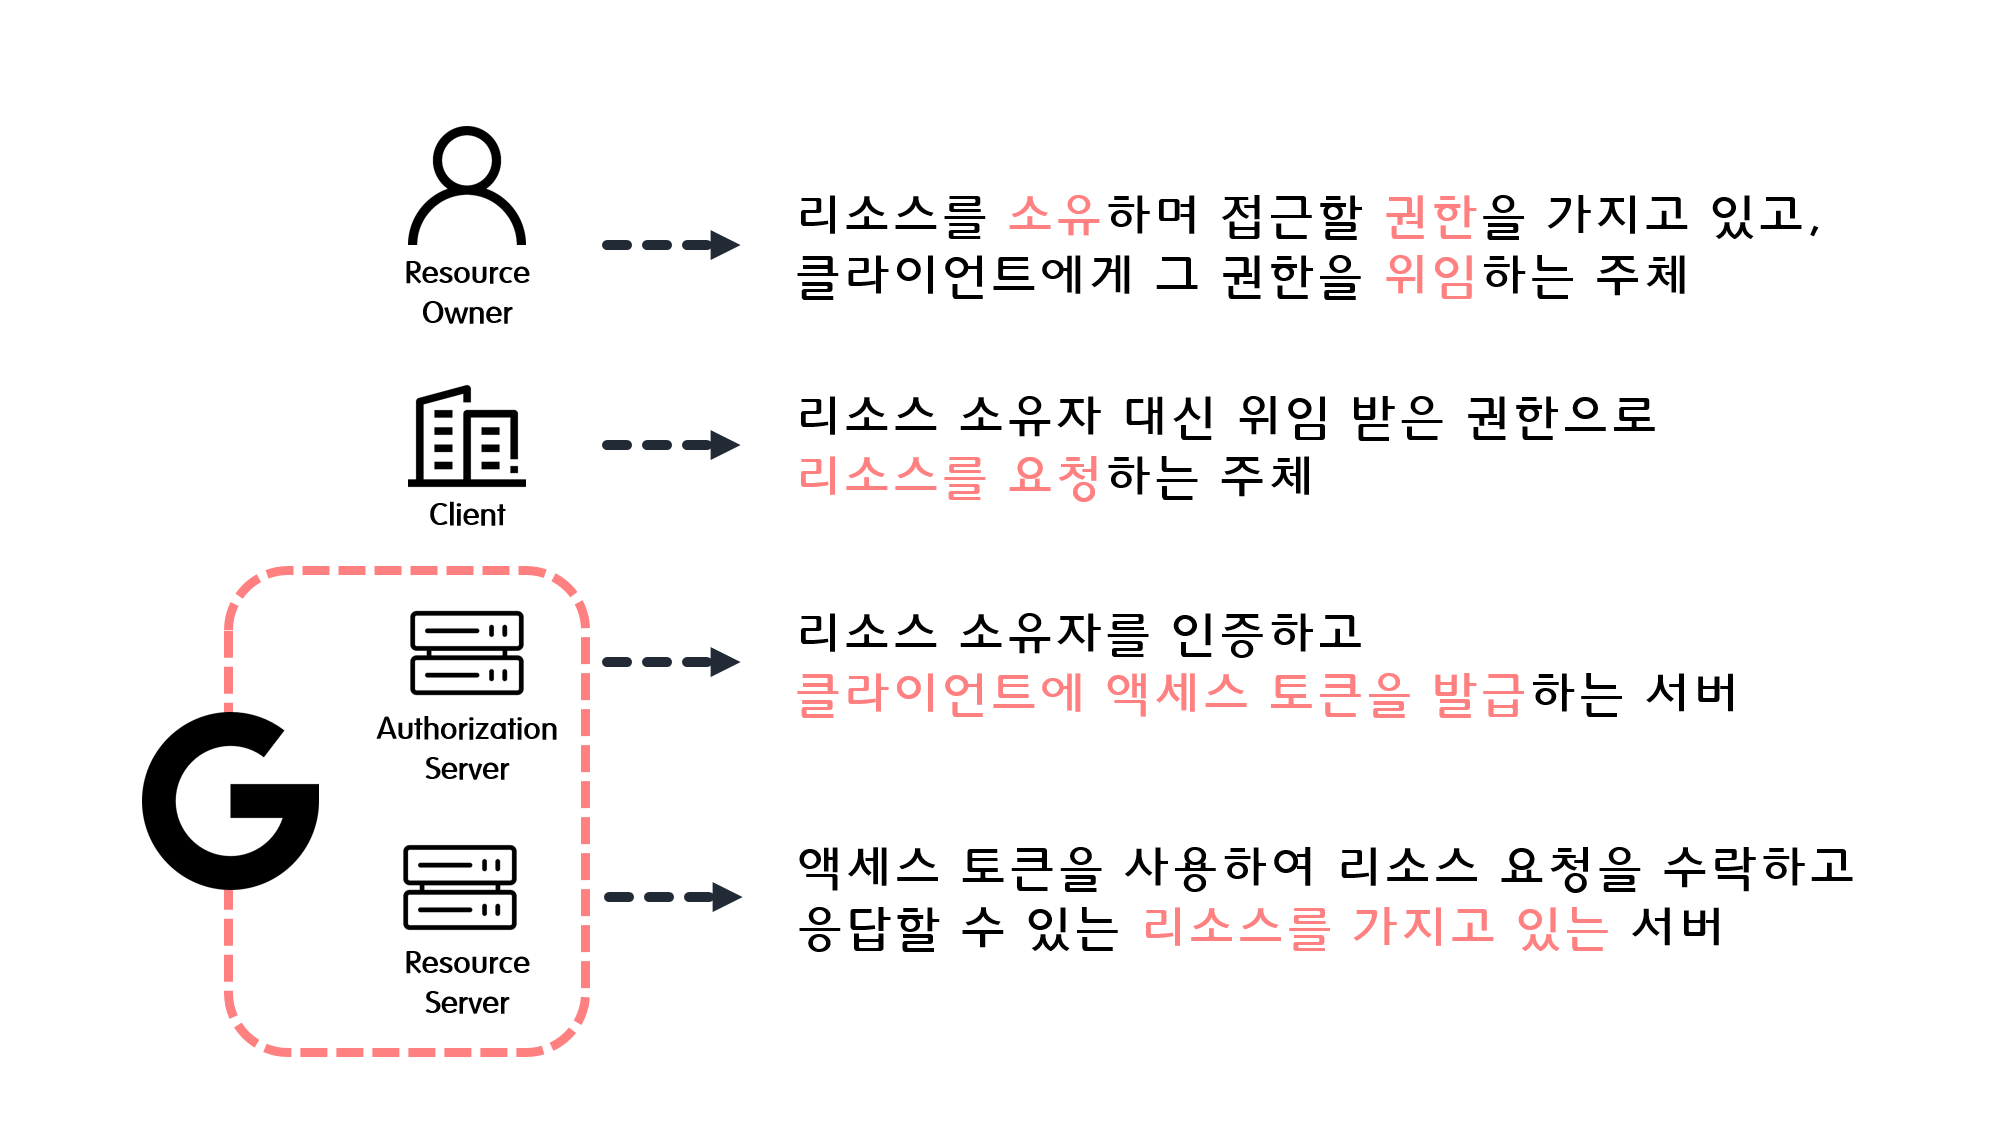 Resource
Owner
리소스를 소유하며 접근할 권한을 가지고 있고,
클라이언트에게 그 권한을 위임하는 주체
Client
리소스 소유자 대신 위임 받은 권한으로
리소스를 요청하는 주체
Authorization
Server
리소스 소유자를 인증하고
클라이언트에 액세스 토큰을 발급하는 서버
G
Resource
Server
액세스 토큰을 사용하여 리소스 요청을 수락하고
응답할 수 있는 리소스를 가지고 있는 서버